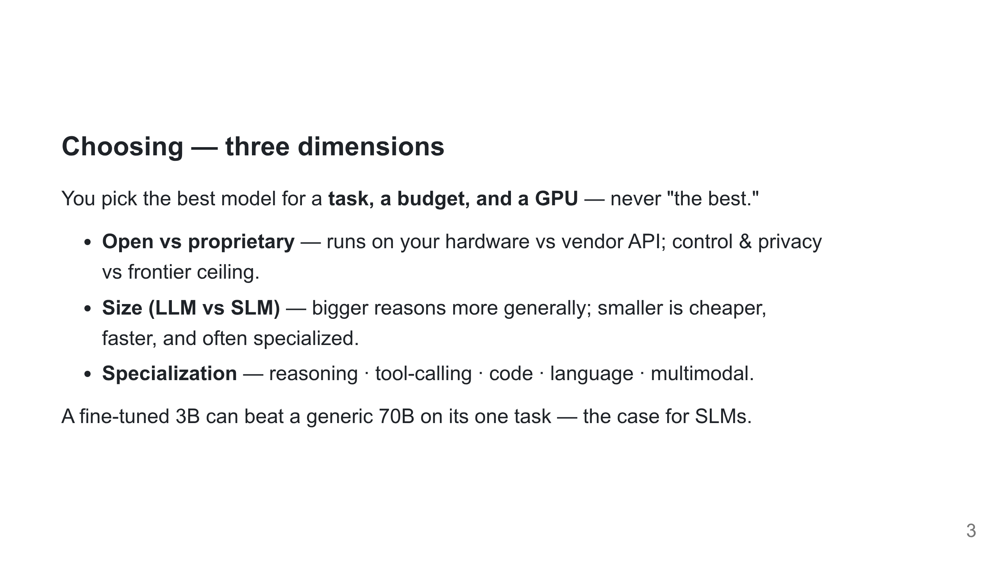 Choosing — three dimensions
You pick the best model for a task, a budget, and a GPU — never "the best."
• Open vs proprietary — runs on your hardware vs vendor API; control & privacy
vs frontier ceiling.
• Size (LLM vs SLM) — bigger reasons more generally; smaller is cheaper,
faster, and often specialized.
• Specialization — reasoning · tool-calling · code · language · multimodal.
A fine-tuned 3B can beat a generic 70B on its one task — the case for SLMs.
3